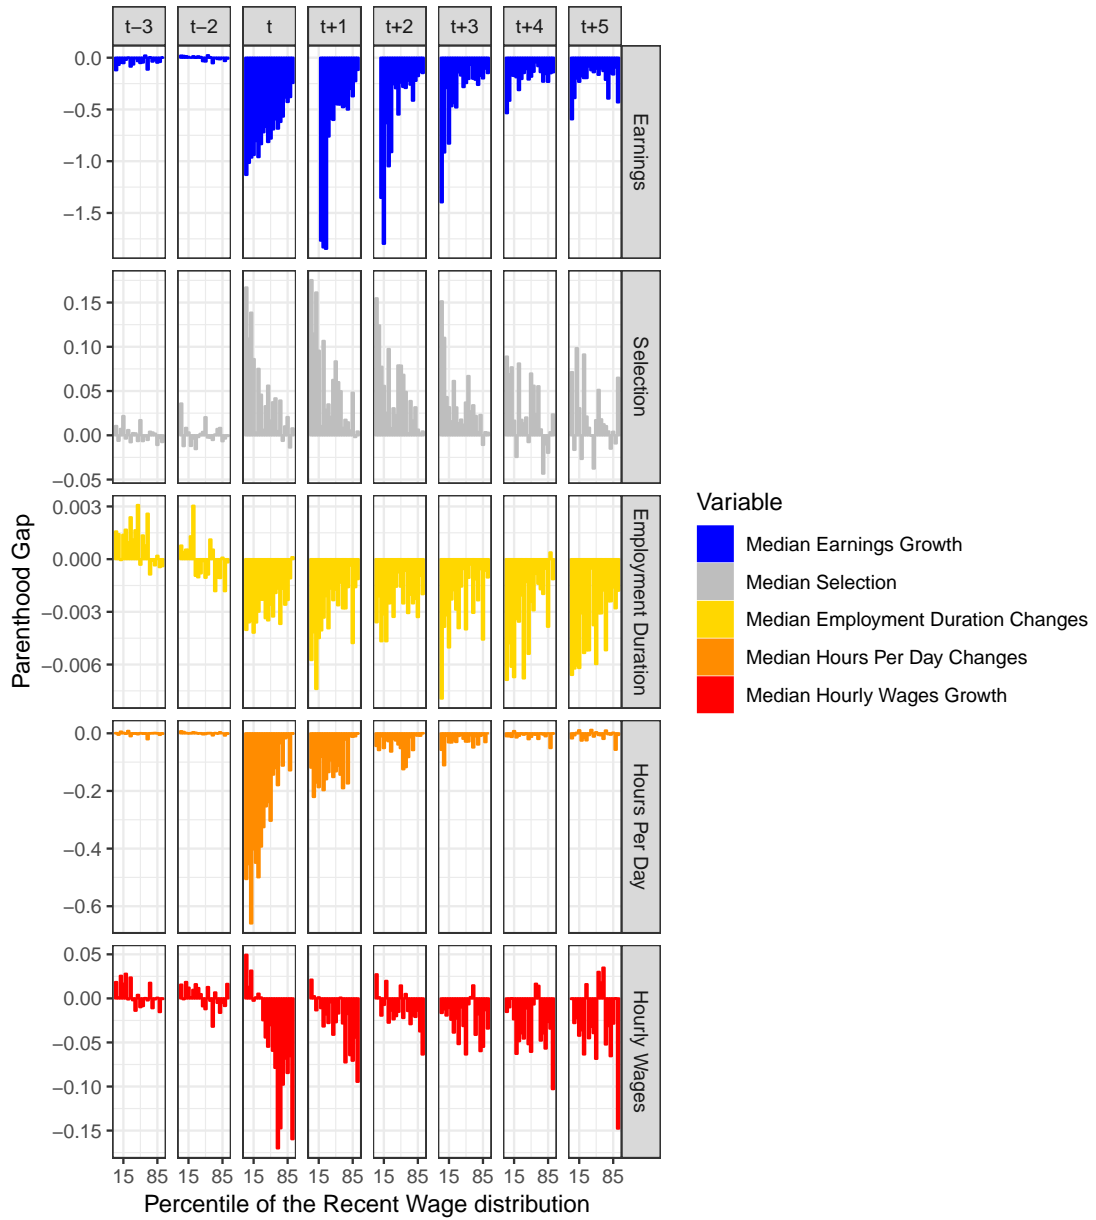 t−3 t−2 t t+1 t+2 t+3 t+4 t+5
0.0
−0.5
−1.0
−1.5
Earnings
0.15
0.10
0.05
0.00
−0.05
Selection
0.003
0.000
−0.003
−0.006
Employment Duration
0.0
−0.2
−0.4
−0.6
Hours Per Day
0.05
0.00
−0.05
−0.10
−0.15
Hourly Wages
15 85 15 85 15 85 15 85 15 85 15 85 15 85 15 85
Percentile of the Recent Wage distribution
Parenthood Gap
Variable
Median Earnings Growth
Median Selection
Median Employment Duration Changes
Median Hours Per Day Changes
Median Hourly Wages Growth